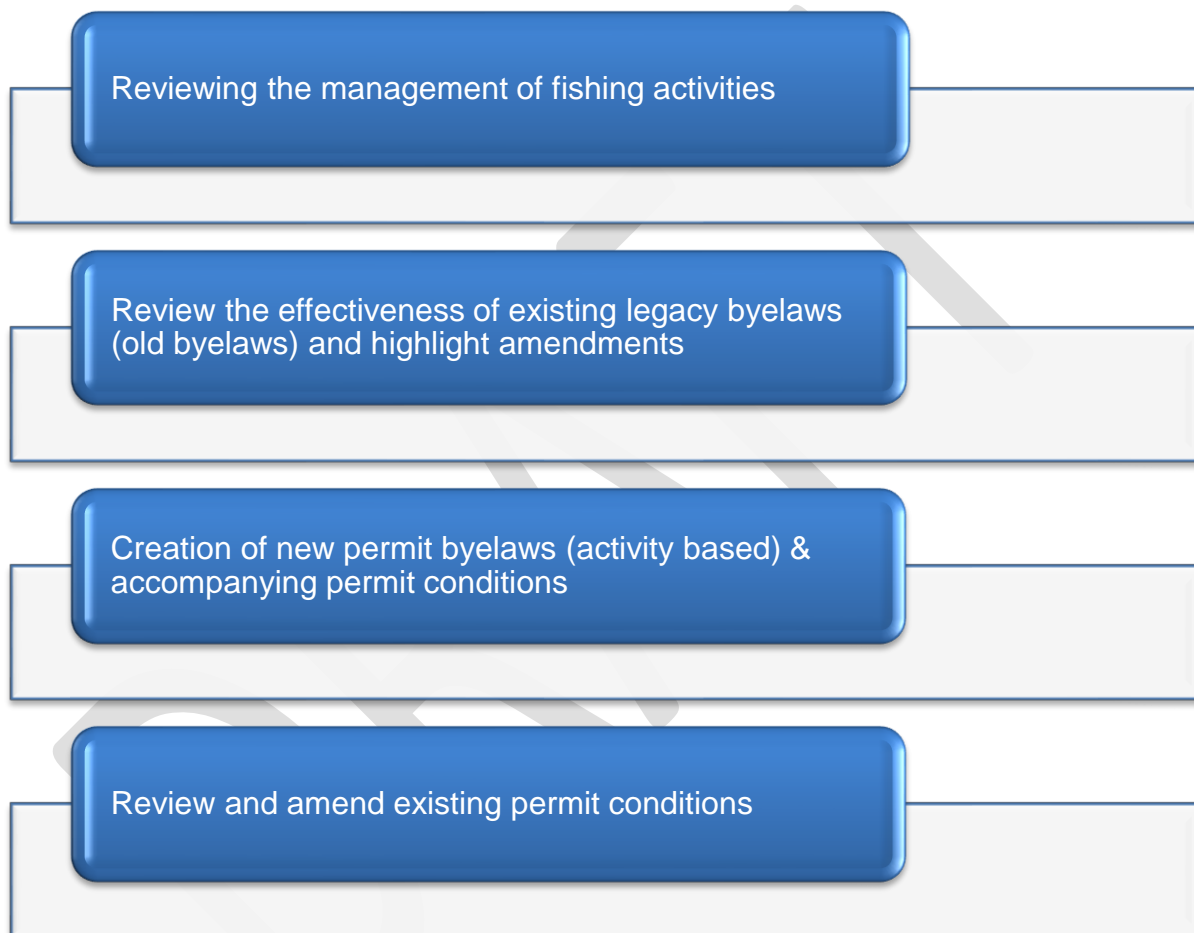 Reviewing the management of fishing activities
Review the effectiveness of existing legacy byelaws
(old byelaws) and highlight amendments
Creation of new permit byelaws (activity based) &
accompanying permit conditions
Review and amend existing permit conditions